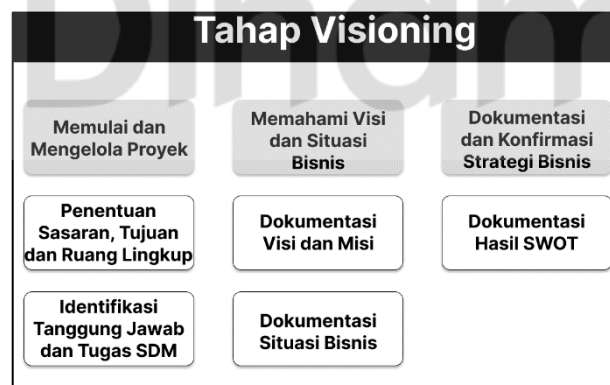 Tahap Visioning
Memulai dan
Mengelola Proyek
Memahami Visi
dan Situasi
Bisnis
Dokumentasi
dan Konfirmasi
Strategi Bisnis
Penentuan
Sasaran, Tujuan
dan Ruang Lingkup
Dokumentasi
Visi dan Misi
Dokumentasi
Hasil SWOT
Identifikasi
Tanggung Jawab
dan Tugas SDM
Dokumentasi
Situasi Bisnis